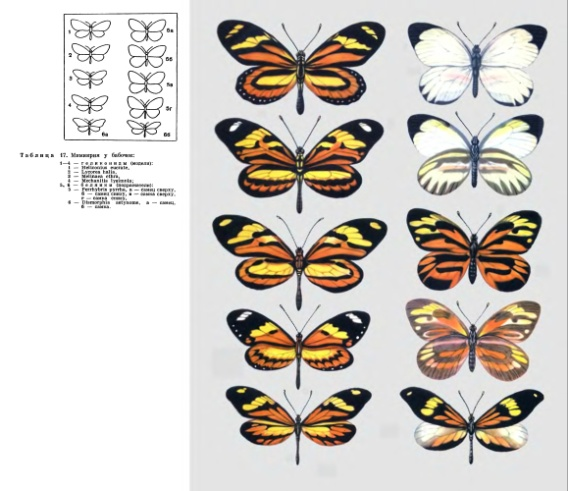 1
5а
2
5б
3
5в
4
5г
6а
6б
Таблица 17. Мимикрия у бабочек:
1—4 — геликониды (модели):
1 — Heliconius eucrate,
2 — Lycorea halia,
3 — Melinaea ethra,
4 — Mechanitis lysimnia;
5, 6 — белянки (подражатели):
5 — Perrhybris pyrrha, а — самец сверху,
б — самец снизу, в — самка сверху,
г — самка снизу,
6 — Dismorphia astynome, а — самец,
б — самка.